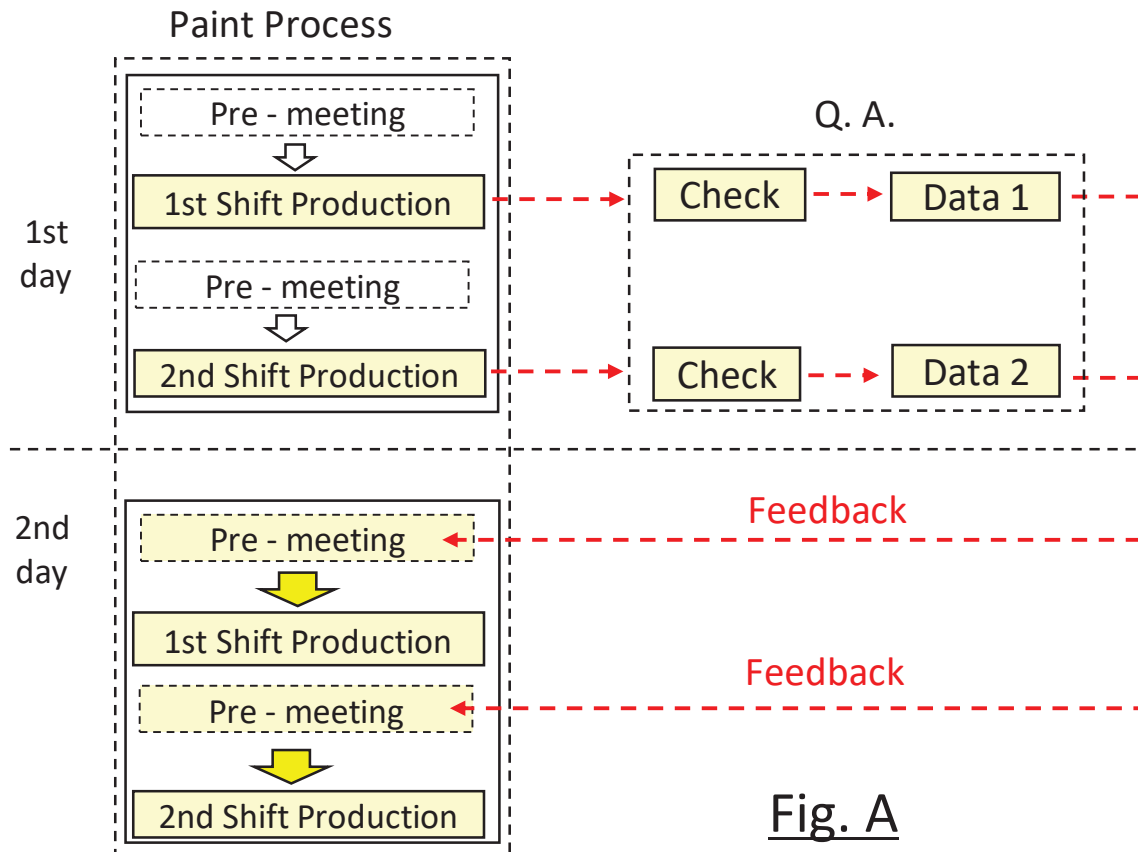 Paint Process
Pre - meeting
Q. A.
1st Shift Production
Check
Data 1
1st
day
Pre - meeting
2nd Shift Production
Check
Data 2
2nd
day
Pre - meeting
Feedback
1st Shift Production
Pre - meeting
Feedback
2nd Shift Production
Fig. A